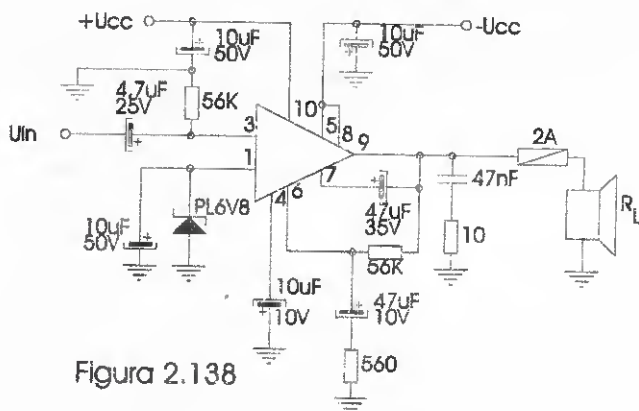 +Ucc
10uF
50V
10uF
50V
-Ucc
4.7uF
25V
56K
Uin
3
10
5
8
9
1
7
4
6
2A
47nF
PL6V8
47uF
35V
RL
10uF
50V
10
56K
10uF
10V
47uF
10V
560
Figura 2.138